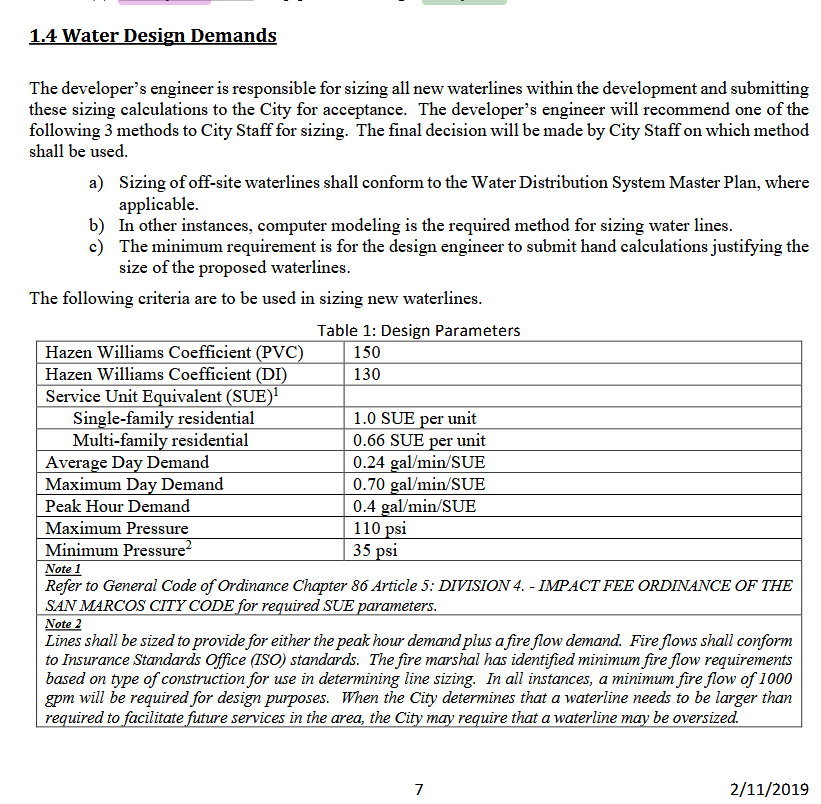 1.4 Water Design Demands
The developer's engineer is responsible for sizing all new waterlines within the development and submitting
these sizing calculations to the City for acceptance.  The developer's engineer will recommend one of the
following 3 methods to City Staff for sizing.  The final decision will be made by City Staff on which method
shall be used.
a) Sizing of off-site waterlines shall conform to the Water Distribution System Master Plan, where
applicable.
b) In other instances, computer modeling is the required method for sizing water lines.
c) The minimum requirement is for the design engineer to submit hand calculations justifying the
size of the proposed waterlines.
The following criteria are to be used in sizing new waterlines.
Table 1: Design Parameters
Hazen Williams Coefficient (PVC) 150
Hazen Williams Coefficient (DI) 130
Service Unit Equivalent (SUE)¹
Single-family residential 1.0 SUE per unit
Multi-family residential 0.66 SUE per unit
Average Day Demand 0.24 gal/min/SUE
Maximum Day Demand 0.70 gal/min/SUE
Peak Hour Demand 0.4 gal/min/SUE
Maximum Pressure 110 psi
Minimum Pressure² 35 psi
Note 1
Refer to General Code of Ordinance Chapter 86 Article 5: DIVISION 4. - IMPACT FEE ORDINANCE OF THE
SAN MARCOS CITY CODE for required SUE parameters.
Note 2
Lines shall be sized to provide for either the peak hour demand plus a fire flow demand.  Fire flows shall conform
to Insurance Standards Office (ISO) standards.  The fire marshal has identified minimum fire flow requirements
based on type of construction for use in determining line sizing.  In all instances, a minimum fire flow of 1000
gpm will be required for design purposes.  When the City determines that a waterline needs to be larger than
required to facilitate future services in the area, the City may require that a waterline may be oversized.
7 2/11/2019